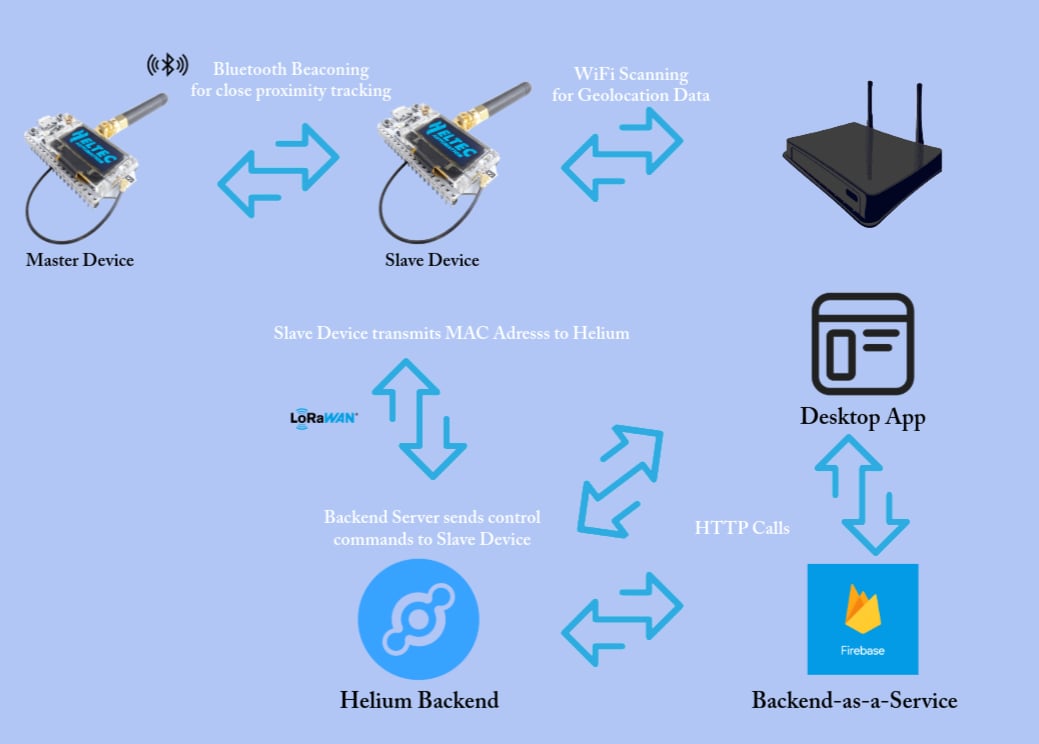 Bluetooth Beaconing
for close proximity tracking
WiFi Scanning
for Geolocation Data
HELTEC
AUTOMATION
HELTEC
AUTOMATION
Master Device
Slave Device
Slave Device transmits MAC Adresss to Helium
LoRaWAN®
Desktop App
Backend Server sends control
commands to Slave Device
HTTP Calls
Firebase
Helium Backend
Backend-as-a-Service